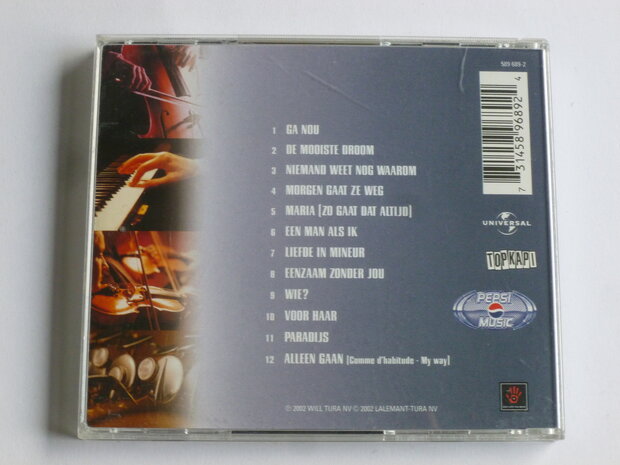 589 689-2
1 GA NOU
2 DE MOOISTE DROOM
3 NIEMAND WEET NOG WAAROM
4 MORGEN GAAT ZE WEG
5 MARIA [ZO GAAT DAT ALTIJD]
6 EEN MAN ALS IK
7 LIEFDE IN MINEUR
8 EENZAAM ZONDER JOU
9 WIE?
10 VOOR HAAR
11 PARADIJS
12 ALLEEN GAAN [Comme d'habitude - My way]
7 31458 96892 4
UNIVERSAL
TOPKAPI
PEPSI
MUSIC
℗ 2002 WILL TURA NV © 2002 LALEMANT-TURA NV